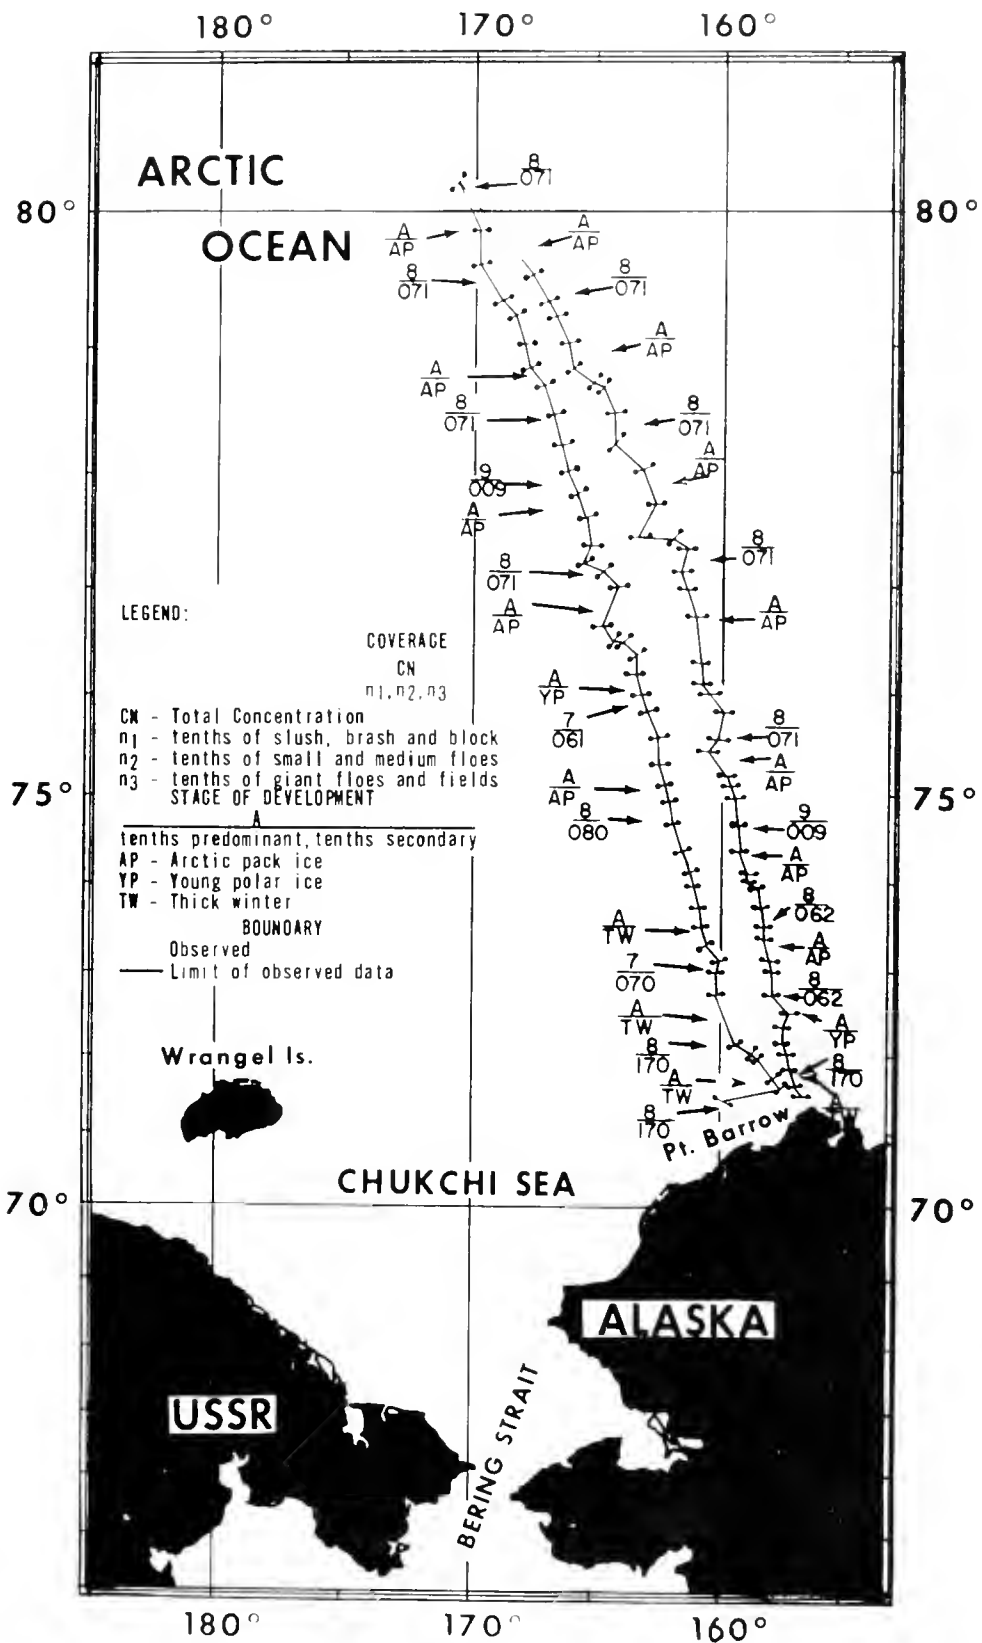 180° 170° 160°
ARCTIC
OCEAN
80° 80°
8
071
A
AP
A
AP
8
071
8
071
A
AP
A
AP
8
071
8
071
A
AP
9
009
A
AP
8
071
8
071
A
AP
A
AP
LEGEND:
COVERAGE
CN
n1,n2,n3
CN - Total Concentration
n1 - tenths of slush, brash and block
n2 - tenths of small and medium floes
n3 - tenths of giant floes and fields
STAGE OF DEVELOPMENT
A
tenths predominant, tenths secondary
AP - Arctic pack ice
YP - Young polar ice
TW - Thick winter
BOUNDARY
Observed
Limit of observed data
A
YP
7
061
8
071
A
AP
75° 75°
A
AP
8
080
9
009
A
AP
8
062
A
TW
A
AP
7
070
8
062
A
TW
A
YP
8
170
8
170
A
TW
8
170
A
TW
Wrangel Is.
Pt. Barrow
CHUKCHI SEA
70° 70°
ALASKA
USSR
BERING STRAIT
180° 170° 160°